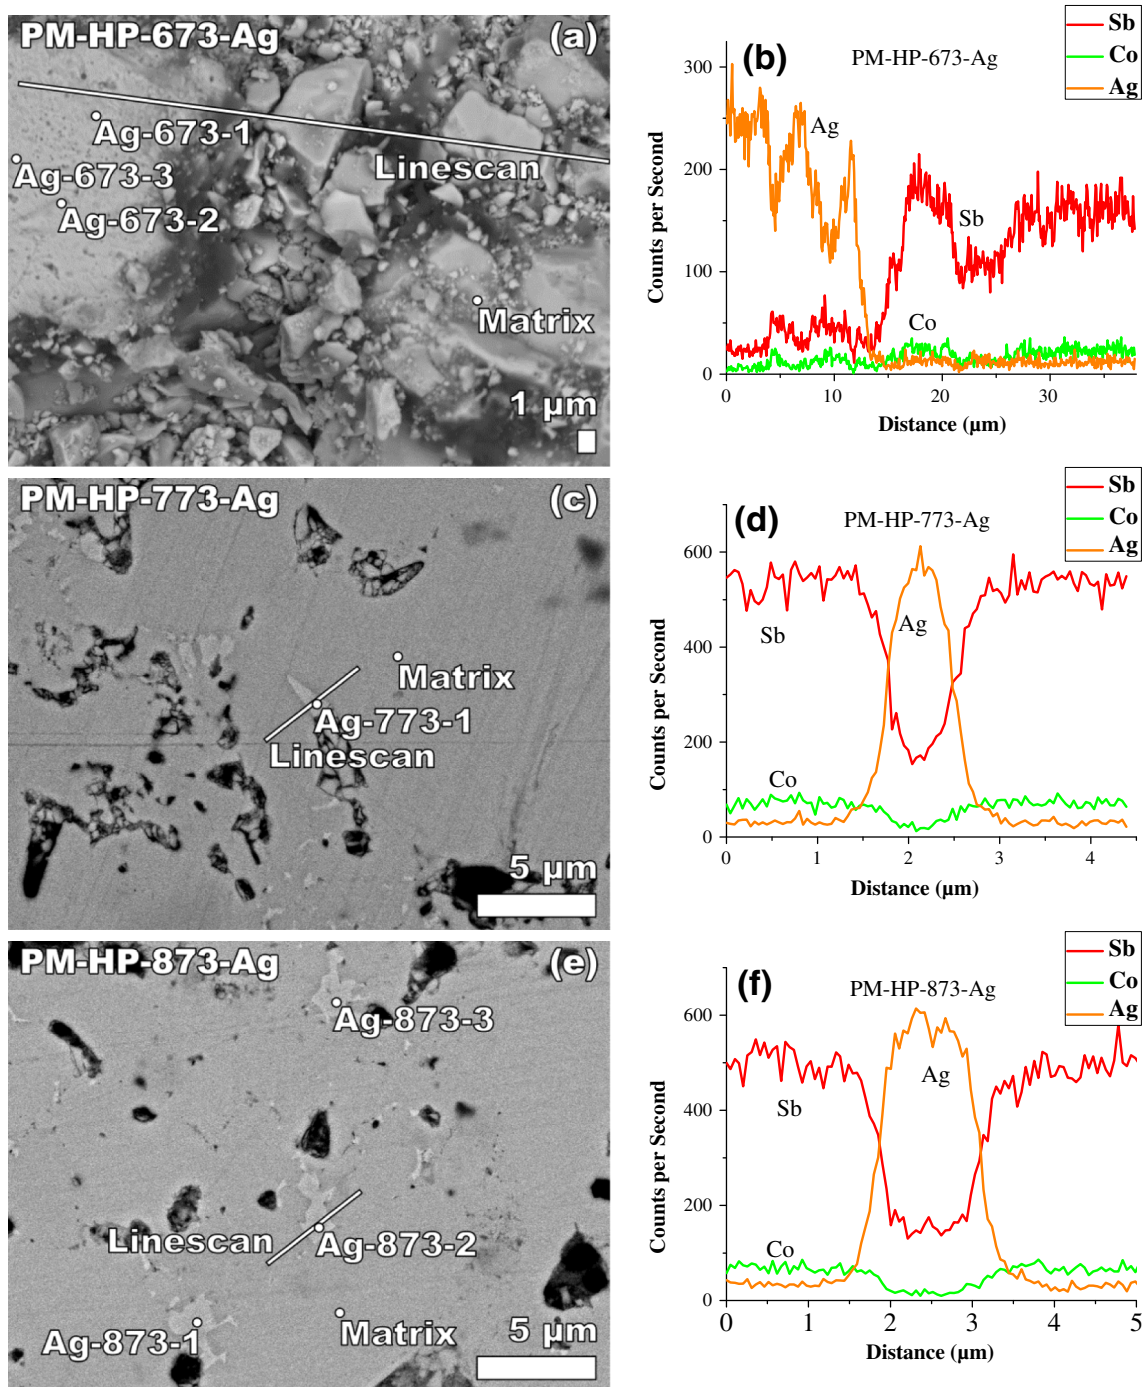 PM-HP-673-Ag (a)
Ag-673-1
Ag-673-3
Ag-673-2
Linescan
Matrix
1 µm
(b) PM-HP-673-Ag
Sb
Co
Ag
Ag
Sb
Co
300
200
100
0
0 10 20 30
Counts per Second
Distance (µm)
PM-HP-773-Ag (c)
Matrix
Ag-773-1
Linescan
5 µm
(d) PM-HP-773-Ag
Sb
Co
Ag
Sb
Ag
Co
600
400
200
0
0 1 2 3 4
Counts per Second
Distance (µm)
PM-HP-873-Ag (e)
Ag-873-3
Linescan
Ag-873-2
Ag-873-1
Matrix
5 µm
(f) PM-HP-873-Ag
Sb
Co
Ag
Sb
Ag
Co
600
400
200
0
0 1 2 3 4 5
Counts per Second
Distance (µm)